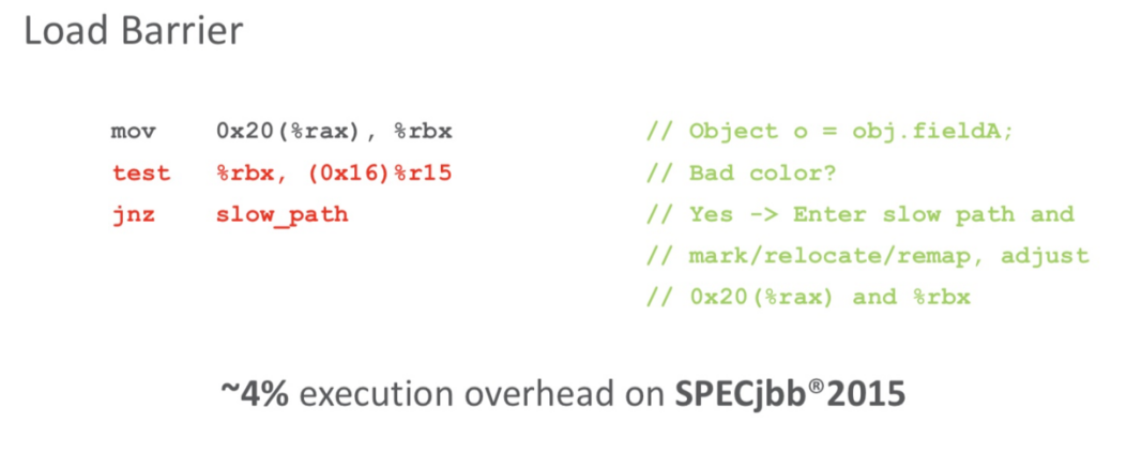 Load Barrier
mov 0x20(%rax), %rbx // Object o = obj.fieldA;
test %rbx, (0x16)%r15 // Bad color?
jnz slow_path // Yes -> Enter slow path and
// mark/relocate/remap, adjust
// 0x20(%rax) and %rbx
~4% execution overhead on SPECjbb®2015